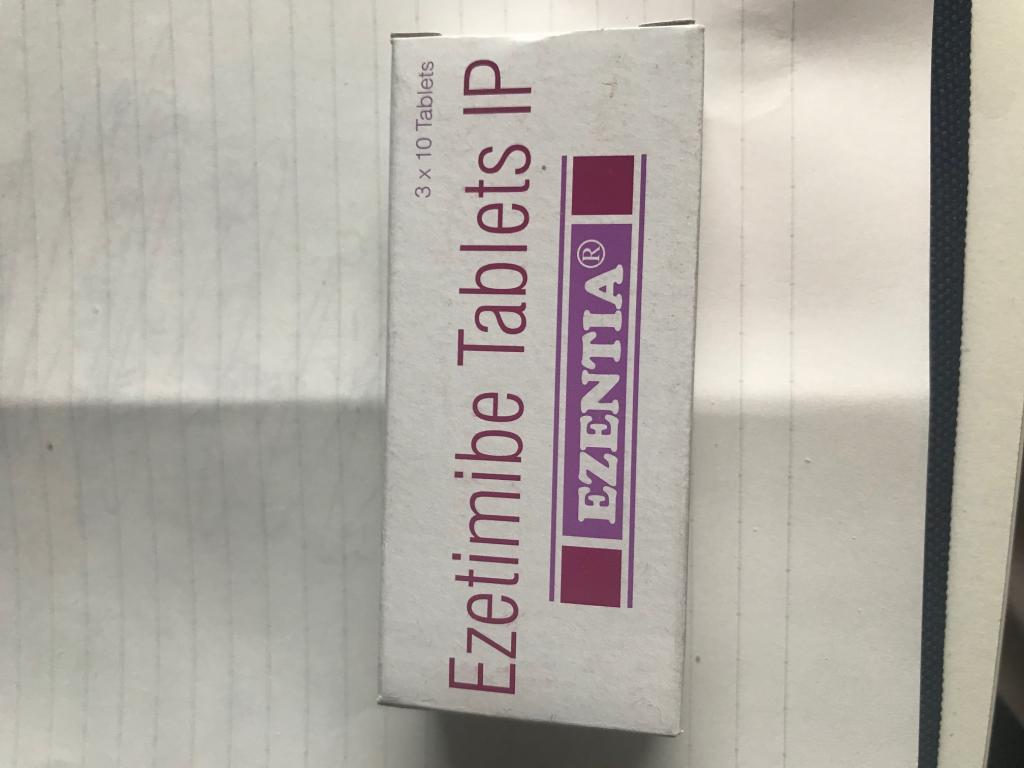 3 x 10 Tablets
Ezetimibe Tablets IP
EZENTIA®